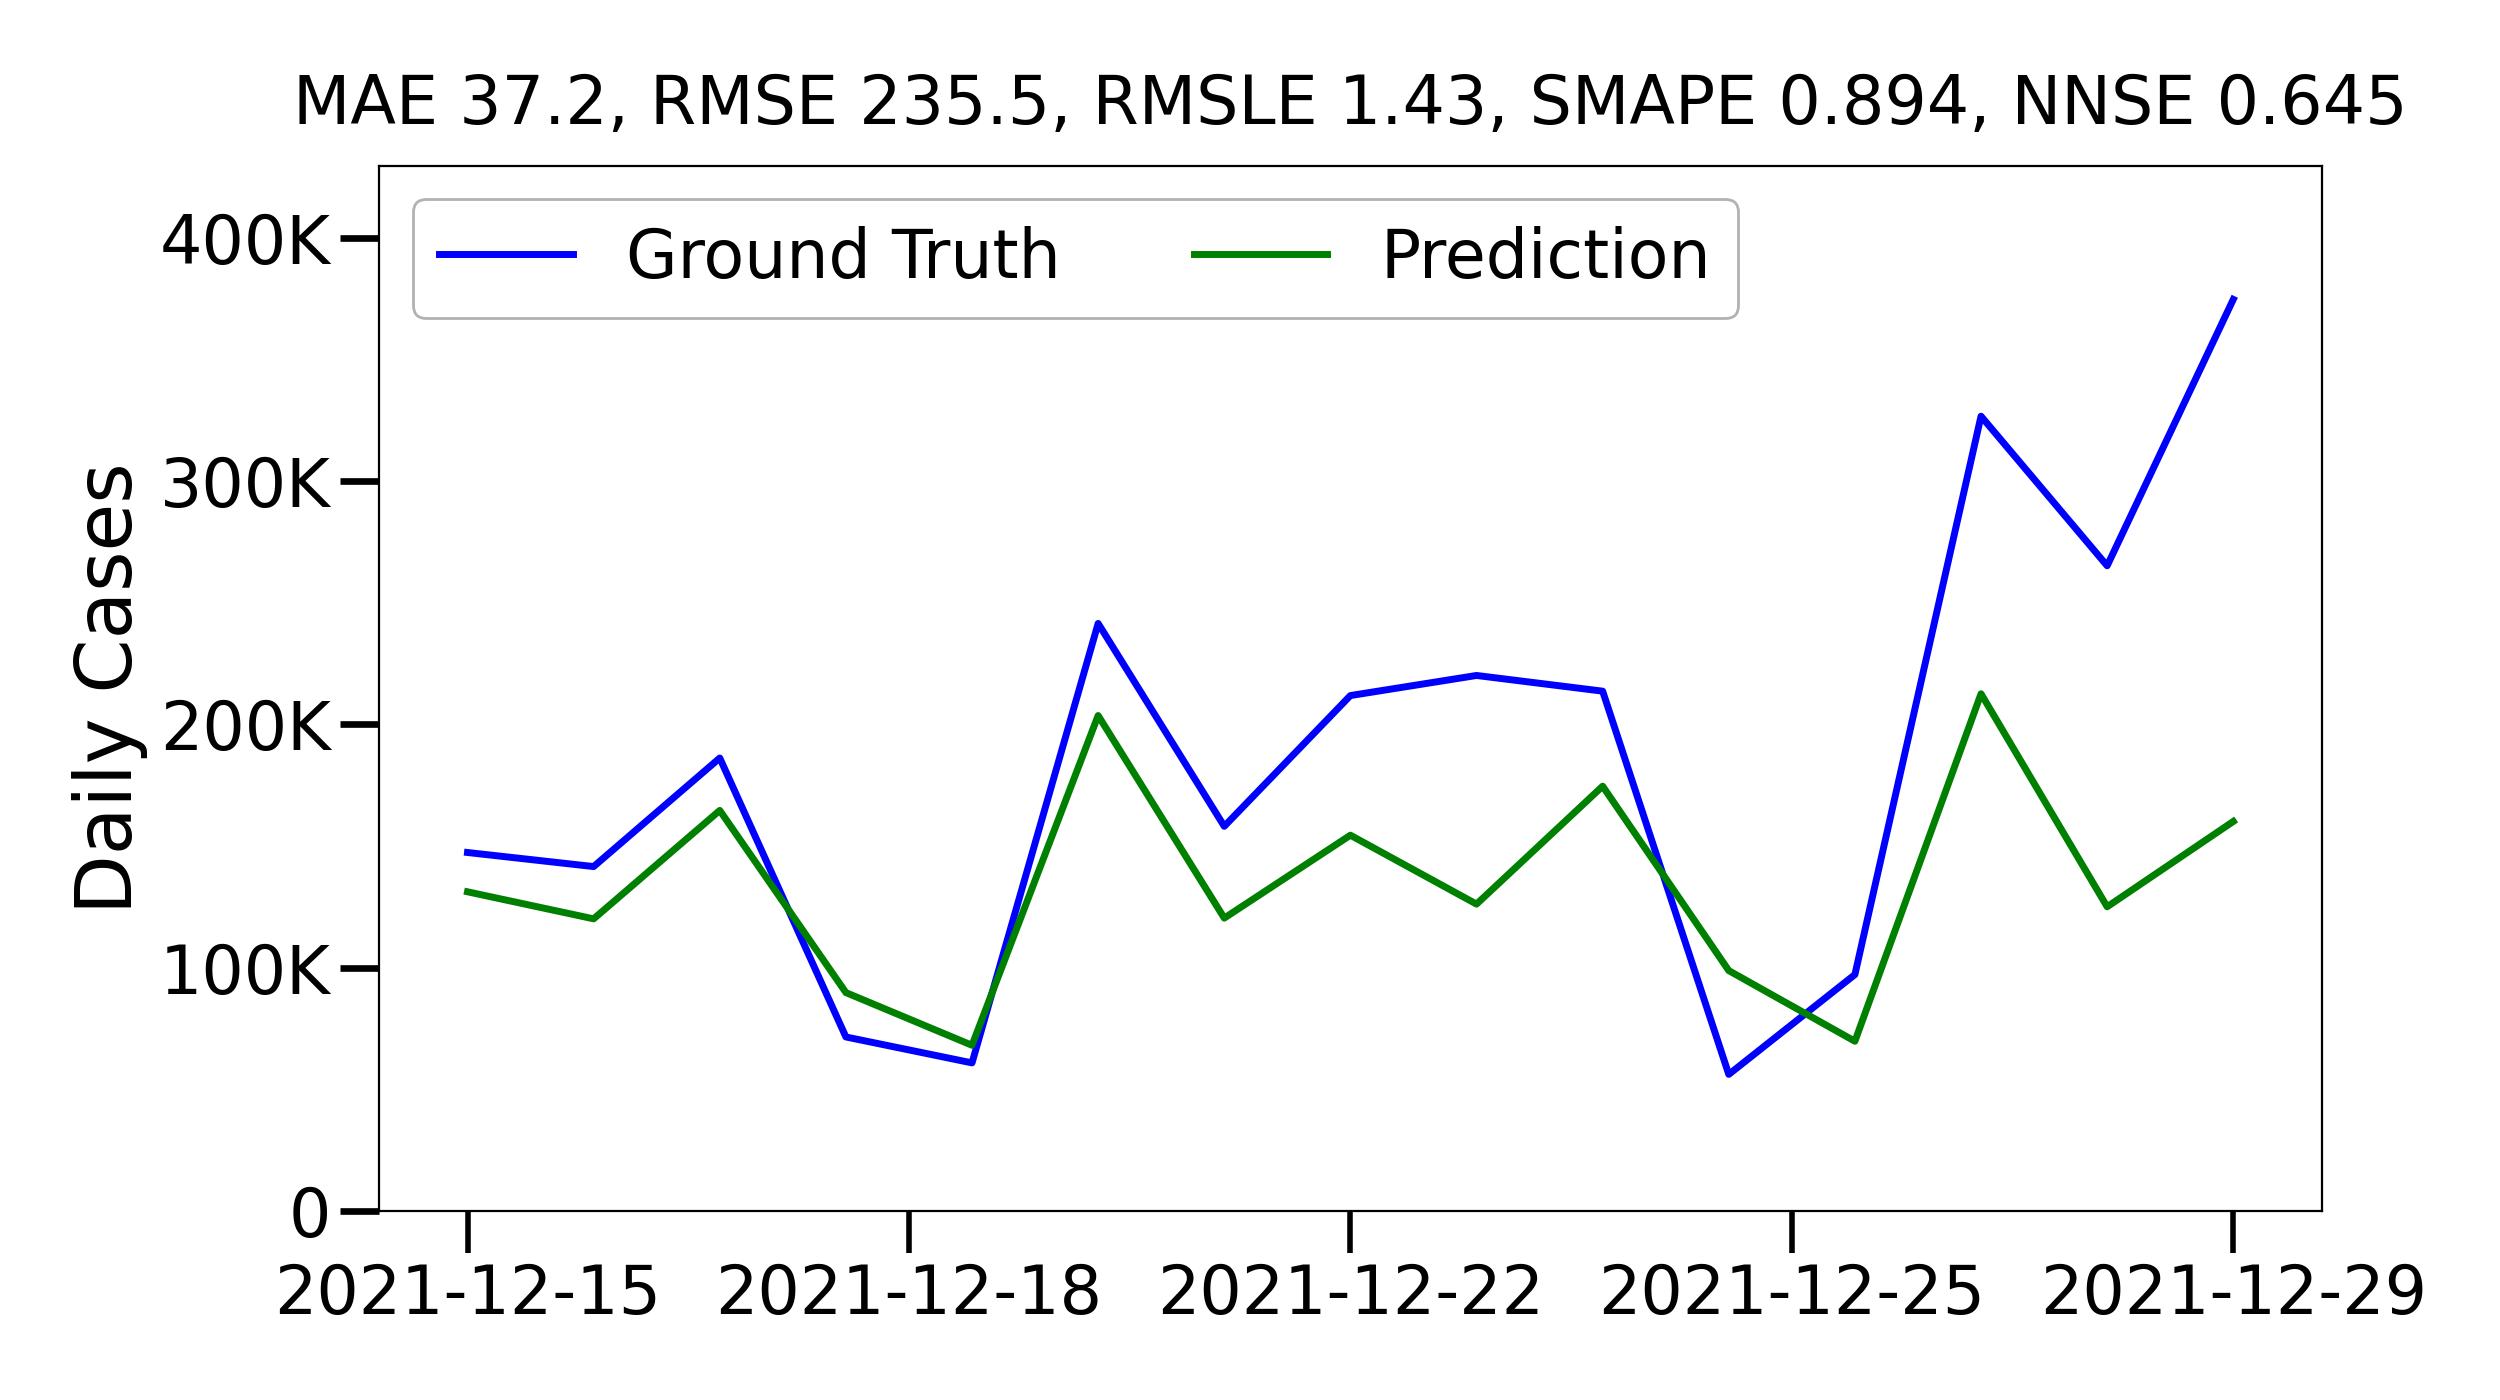 MAE 37.2, RMSE 235.5, RMSLE 1.43, SMAPE 0.894, NNSE 0.645
Ground Truth
Prediction
Daily Cases
400K
300K
200K
100K
0
2021-12-15 2021-12-18 2021-12-22 2021-12-25 2021-12-29